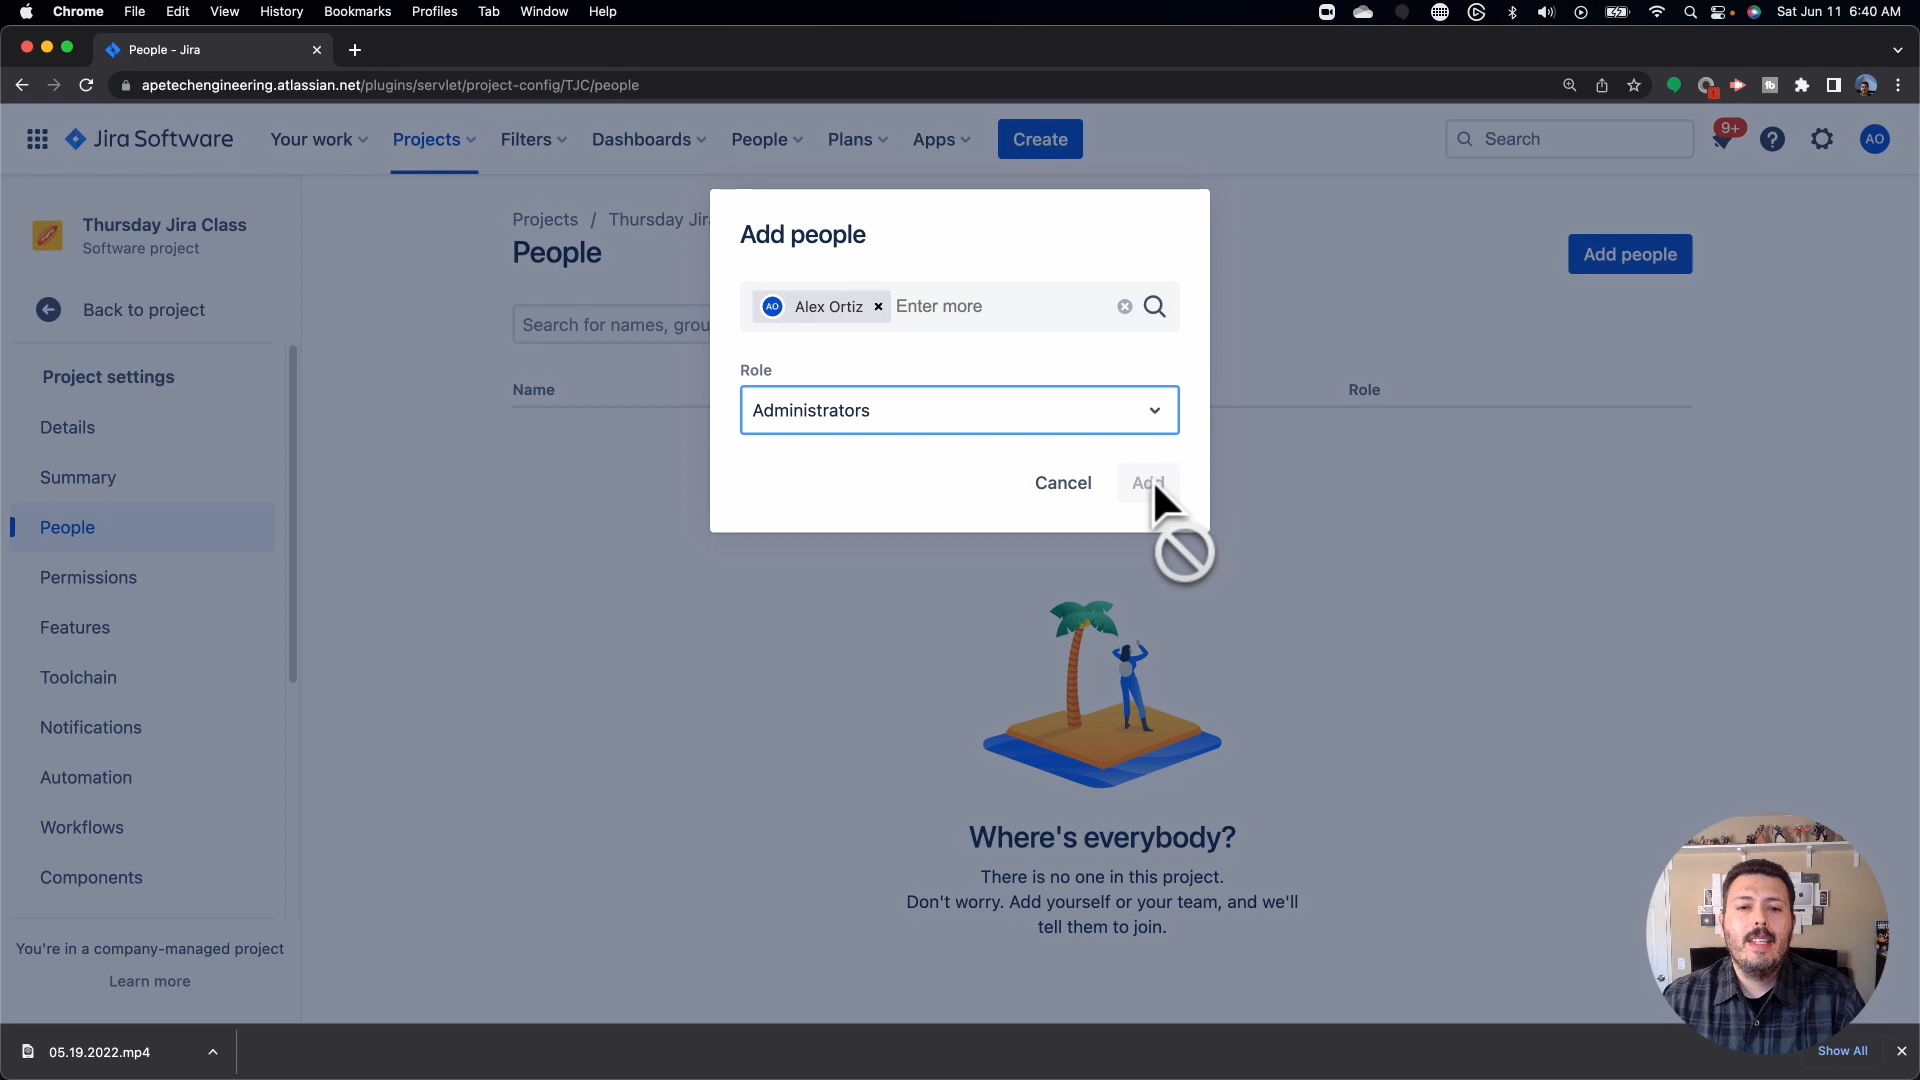 Chrome File Edit View History Bookmarks Profiles Tab Window Help Sat Jun 11 6:40 AM
People - Jira
apetechengineering.atlassian.net/plugins/servlet/project-config/TJC/people
Jira Software Your work Projects Filters Dashboards People Plans Apps Create Search 9+ AO
Thursday Jira Class
Software project
Back to project
Project settings
Details
Summary
People
Permissions
Features
Toolchain
Notifications
Automation
Workflows
Components
You're in a company-managed project
Learn more
Projects / Thursday Jir
People
Add people
Search for names, grou
Name Role
Add people
AO Alex Ortiz Enter more
Role
Administrators
Cancel Add
Where's everybody?
There is no one in this project.
Don't worry. Add yourself or your team, and we'll
tell them to join.
05.19.2022.mp4
Show All